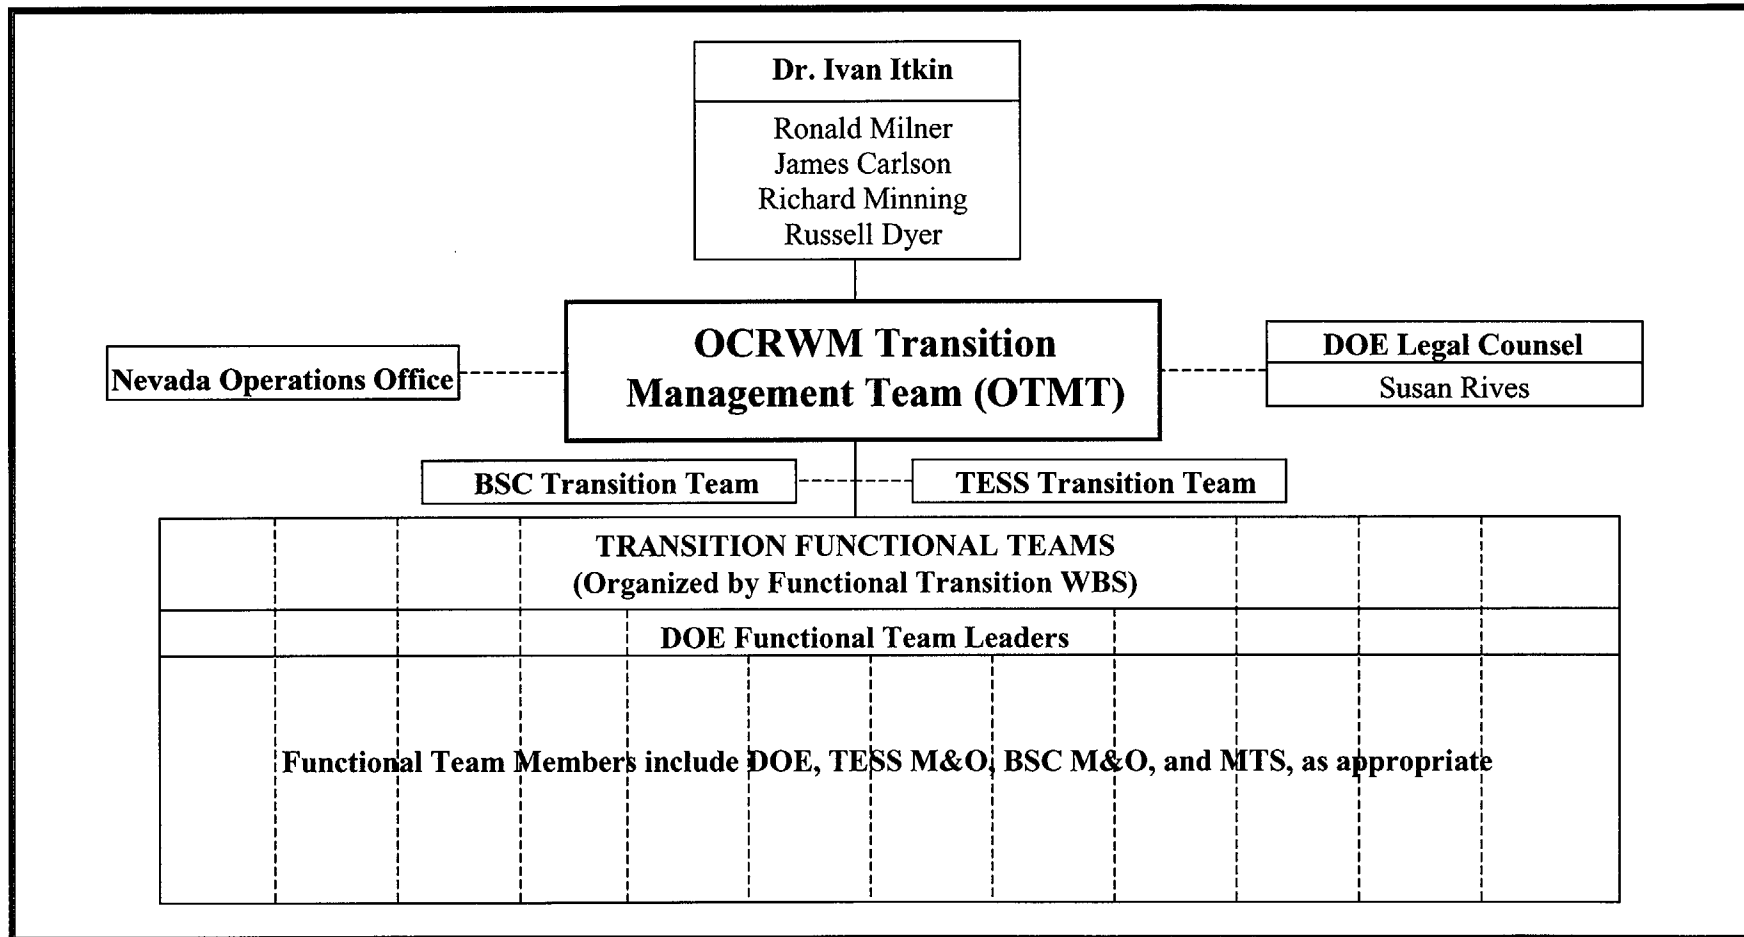 Dr. Ivan Itkin
Ronald Milner
James Carlson
Richard Minning
Russell Dyer
OCRWM Transition
Management Team (OTMT)
Nevada Operations Office
DOE Legal Counsel
Susan Rives
BSC Transition Team
TESS Transition Team
TRANSITION FUNCTIONAL TEAMS
(Organized by Functional Transition WBS)
DOE Functional Team Leaders
Functional Team Members include DOE, TESS M&O, BSC M&O, and MTS, as appropriate